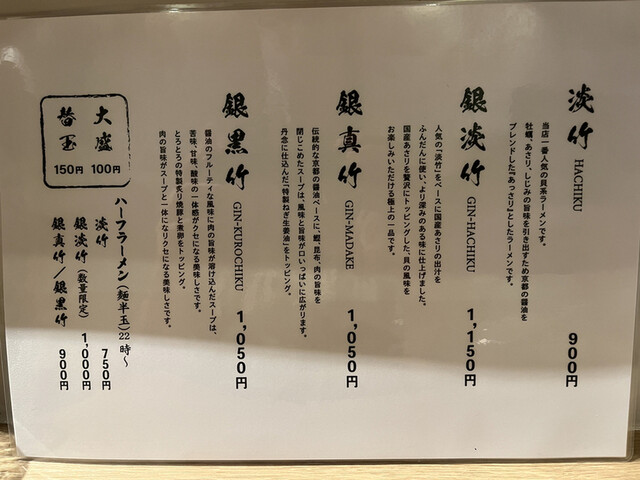 淡竹 HACHIKU 900円
当店一番人気の貝系ラーメンです。
牡蠣、あさり、しじみの旨味を引き出すため京都の醤油を
ブレンドした『あっさり』としたラーメンです。
銀淡竹 GIN-HACHIKU 1,150円
人気の「淡竹」をベースに国産あさりの出汁を
ふんだんに使い、より深みのある味に仕上げました。
国産あさりを贅沢にトッピングした、貝の風味を
お楽しみいただける極上の一品です。
銀真竹 GIN-MADAKE 1,050円
伝統的な京都の醤油ベースに、鰹、昆布、肉の旨味を
閉じこめたスープは、風味と旨味が口いっぱいに広がります。
丹念に仕込んだ「特製ねぎ生姜油」をトッピング。
銀黒竹 GIN-KUROCHIKU 1,050円
醤油のフルーティな風味に肉の旨味が溶け込んだスープは、
苦味、甘味、酸味の一体感がクセになる美味しさです。
とろとろの特製炙り焼豚と煮卵をトッピング。
肉の旨味がスープと一体になりクセになる美味しさです。
大盛 100円
替玉 150円
ハーフラーメン(麺半玉)22時〜
淡竹 750円
銀淡竹(数量限定) 1,000円
銀真竹/銀黒竹 900円